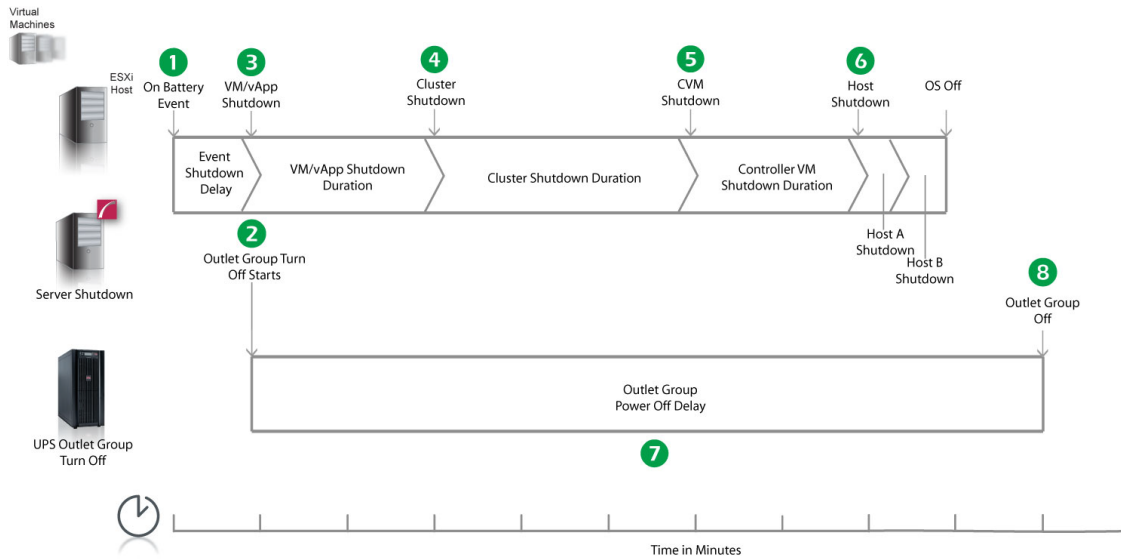 Virtual
Machines
ESXi
Host
1
On Battery
Event
3
VM/vApp
Shutdown
4
Cluster
Shutdown
5
CVM
Shutdown
6
Host
Shutdown
OS Off
Event
Shutdown
Delay
VM/vApp Shutdown
Duration
Cluster Shutdown Duration
Controller VM
Shutdown Duration
Host A
Shutdown
Host B
Shutdown
Server Shutdown
2
Outlet Group Turn
Off Starts
8
Outlet Group
Off
Outlet Group
Power Off Delay
7
UPS Outlet Group
Turn Off
Time in Minutes